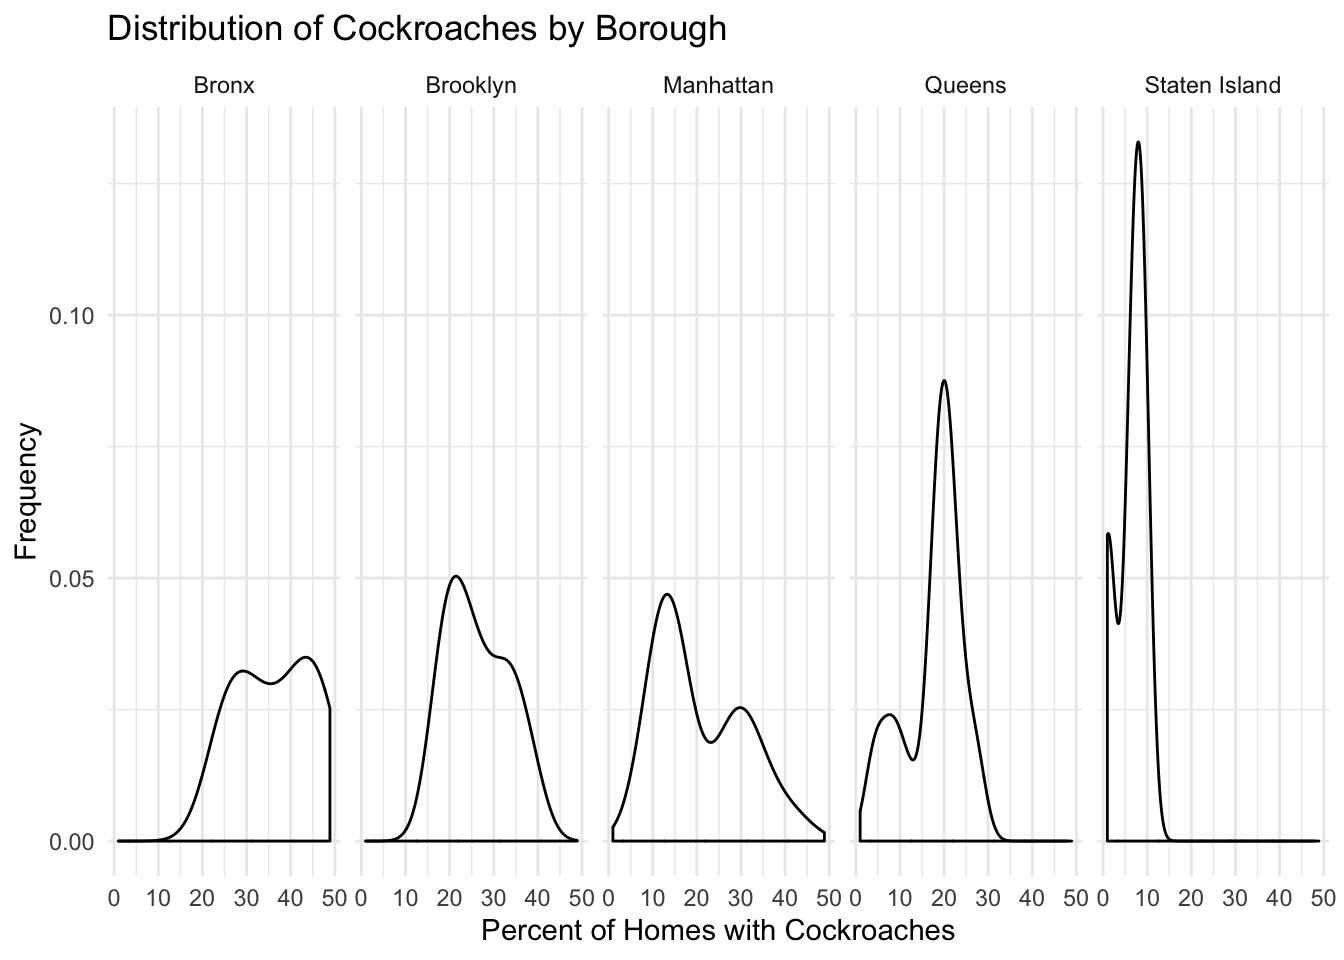 Distribution of Cockroaches by Borough
Bronx Brooklyn Manhattan Queens Staten Island
0.10
0.05
0.00
Frequency
0 10 20 30 40 50 0 10 20 30 40 50 0 10 20 30 40 50 0 10 20 30 40 50 0 10 20 30 40 50
Percent of Homes with Cockroaches